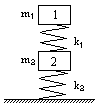 m₁ 1
k₁
m₂ 2
k₂